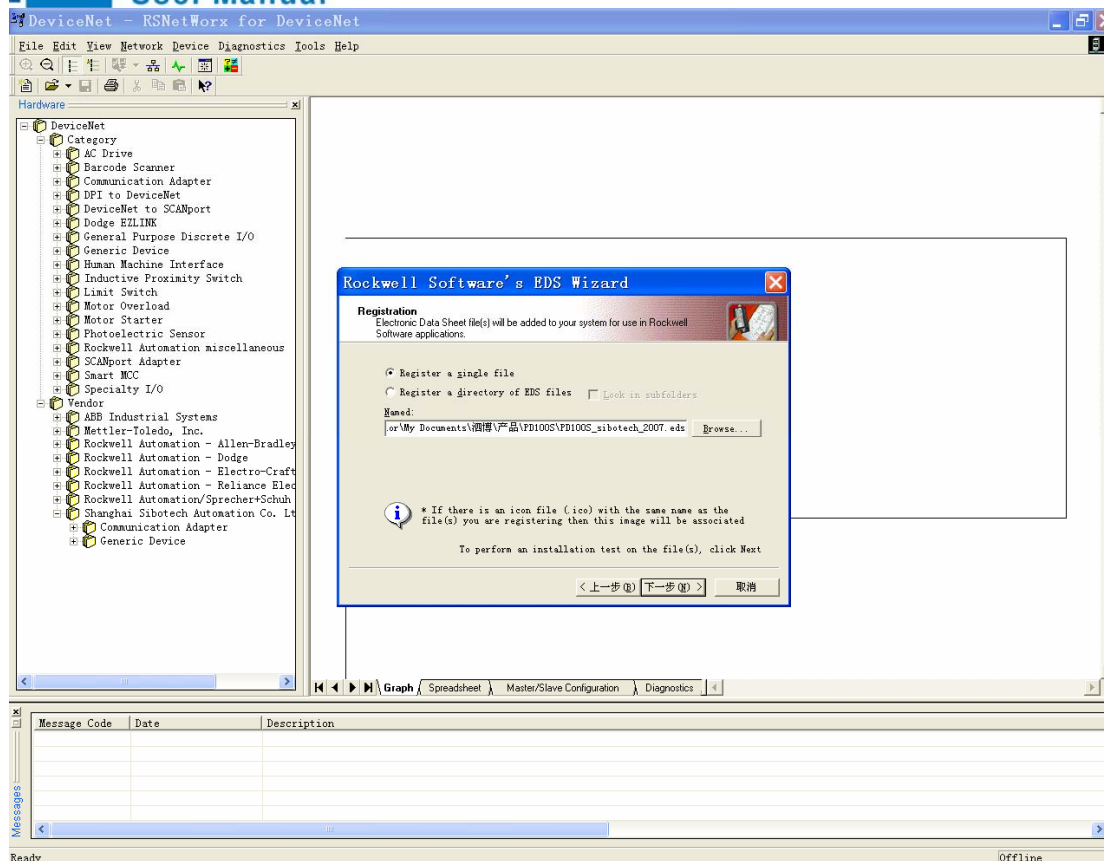 User Manual
DeviceNet - RSNetWorx for DeviceNet
File Edit View Network Device Diagnostics Tools Help
Hardware
DeviceNet
Category
AC Drive
Barcode Scanner
Communication Adapter
DPI to DeviceNet
DeviceNet to SCANport
Dodge EZLINK
General Purpose Discrete I/O
Generic Device
Human Machine Interface
Inductive Proximity Switch
Limit Switch
Motor Overload
Motor Starter
Photoelectric Sensor
Rockwell Automation miscellaneous
SCANport Adapter
Smart MCC
Specialty I/O
Vendor
ABB Industrial Systems
Mettler-Toledo, Inc.
Rockwell Automation - Allen-Bradley
Rockwell Automation - Dodge
Rockwell Automation - Electro-Craft
Rockwell Automation - Reliance Elec
Rockwell Automation/Sprecher+Schuh
Shanghai Sibotech Automation Co. Lt
Communication Adapter
Generic Device
Rockwell Software's EDS Wizard
Registration
Electronic Data Sheet file(s) will be added to your system for use in Rockwell
Software applications.
Register a single file
Register a directory of EDS files Look in subfolders
Named:
.or\My Documents\泗博\产品\PD100S\PD100S_sibotech_2007.eds Browse...
* If there is an icon file (.ico) with the same name as the
file(s) you are registering then this image will be associated
To perform an installation test on the file(s), click Next
< 上一步(B) 下一步(N) > 取消
Graph Spreadsheet Master/Slave Configuration Diagnostics
Message Code Date Description
Messages
Ready Offline